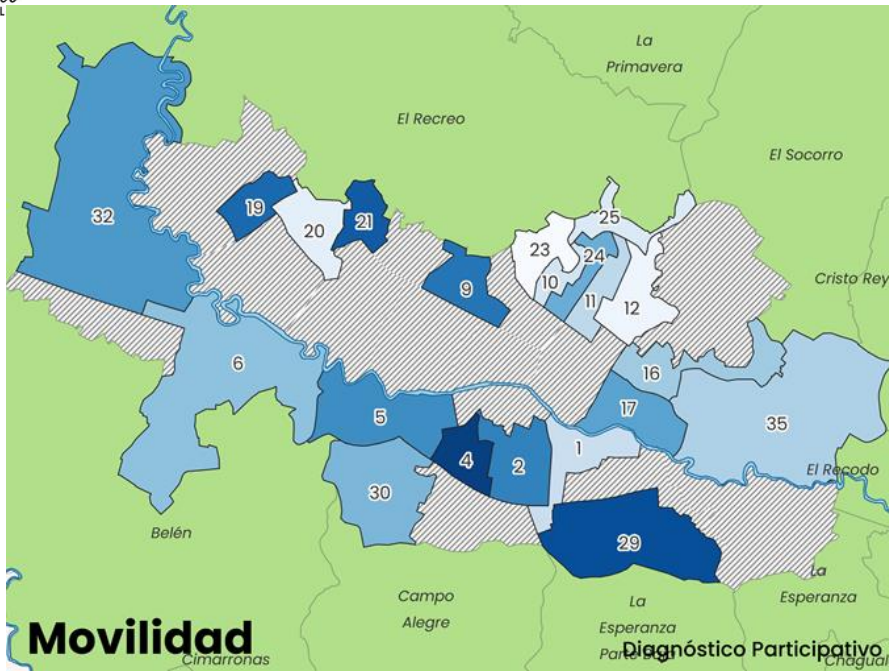 La
Primavera
El Recreo
El Socorro
32
19
20
21
25
23
24
10
11
12
9
Cristo Rey
6
16
5
17
35
1
4
2
El Recodo
30
Belén
29
La
Esperanza
Campo
Alegre
La
Esperanza
Movilidad
Diagnóstico Participativo
Cimarronas